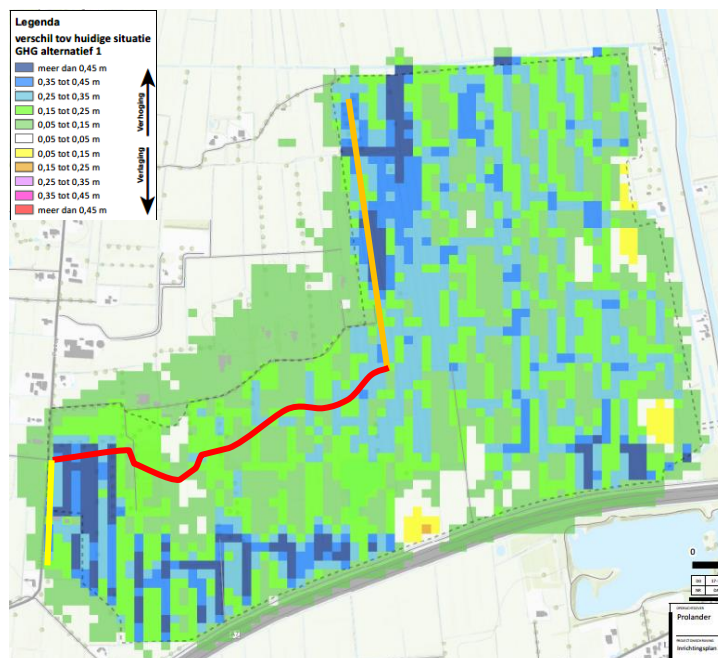 Legenda
verschil tov huidige situatie
GHG alternatief 1
meer dan 0,45 m
0,35 tot 0,45 m
0,25 tot 0,35 m
0,15 tot 0,25 m
0,05 tot 0,15 m
0,05 tot 0,05 m
0,05 tot 0,15 m
0,15 tot 0,25 m
0,25 tot 0,35 m
0,35 tot 0,45 m
meer dan 0,45 m
Verhoging
Verlaging
0
Prolander
Inrichtingsplan